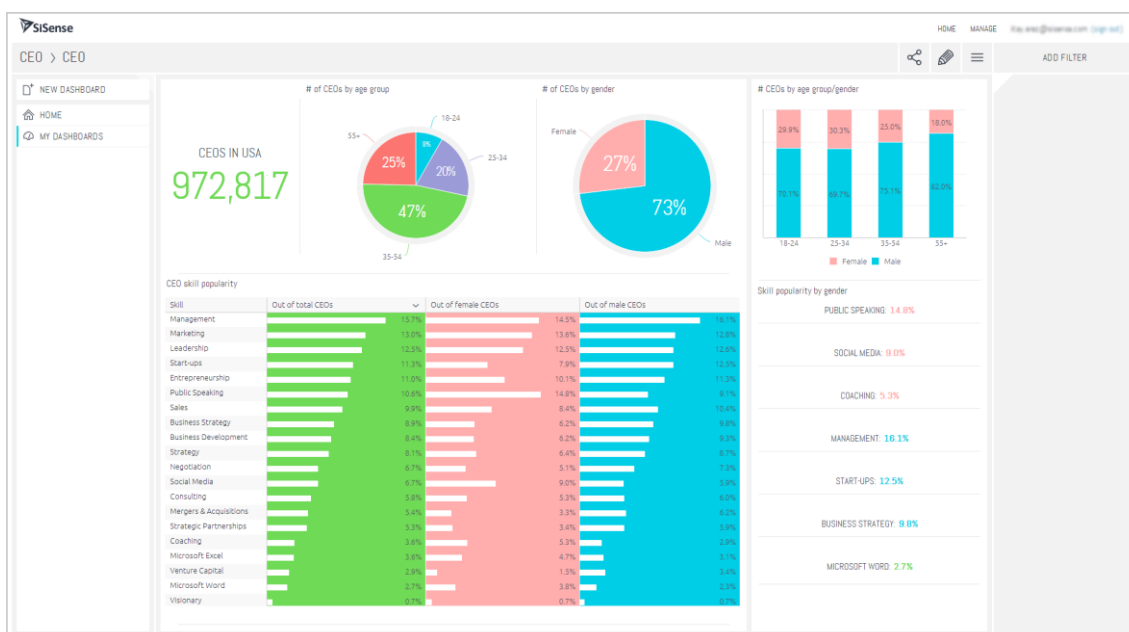 SiSense
HOME MANAGE (sign out)
CEO > CEO
ADD FILTER
NEW DASHBOARD
HOME
MY DASHBOARDS
CEOS IN USA
972,817
# of CEOs by age group
18-24
55+
8%
25%
20%
25-34
47%
35-54
# of CEOs by gender
Female
27%
73%
Male
# CEOs by age group/gender
29.9% 30.3% 25.0% 18.0%
70.1% 69.7% 75.1% 82.0%
18-24 25-34 35-54 55+
Female Male
CEO skill popularity
Skill Out of total CEOs Out of female CEOs Out of male CEOs
Management 15.7% 14.5% 16.1%
Marketing 13.0% 13.6% 12.8%
Leadership 12.5% 12.5% 12.6%
Start-ups 11.3% 7.9% 12.5%
Entrepreneurship 11.0% 10.1% 11.3%
Public Speaking 10.6% 14.8% 9.1%
Sales 9.9% 8.4% 10.4%
Business Strategy 8.9% 6.2% 9.8%
Business Development 8.4% 6.2% 9.3%
Strategy 8.1% 6.4% 8.7%
Negotiation 6.7% 5.1% 7.3%
Social Media 6.7% 9.0% 5.9%
Consulting 5.8% 5.3% 6.0%
Mergers & Acquisitions 5.4% 3.3% 6.2%
Strategic Partnerships 5.3% 3.4% 5.9%
Coaching 3.6% 5.3% 2.9%
Microsoft Excel 3.6% 4.7% 3.1%
Venture Capital 2.9% 1.5% 3.4%
Microsoft Word 2.7% 3.8% 2.3%
Visionary 0.7% 0.7% 0.7%
Skill popularity by gender
PUBLIC SPEAKING: 14.8%
SOCIAL MEDIA: 9.0%
COACHING: 5.3%
MANAGEMENT: 16.1%
START-UPS: 12.5%
BUSINESS STRATEGY: 9.8%
MICROSOFT WORD: 2.7%